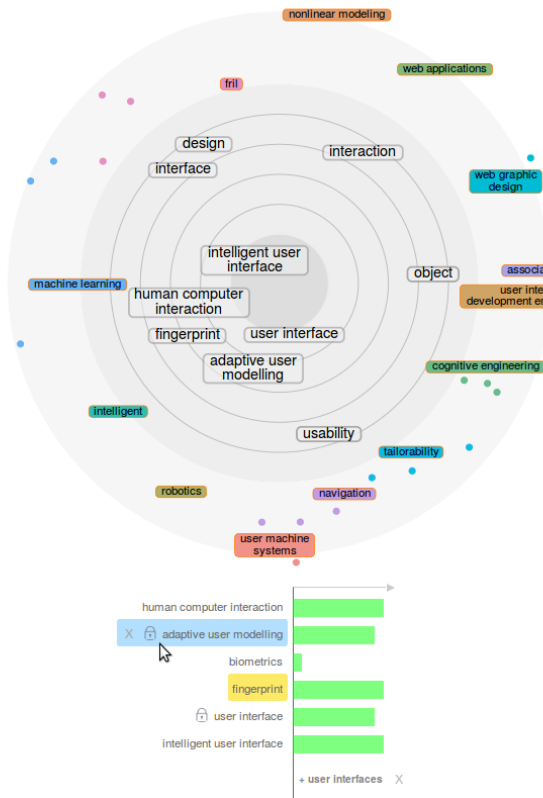 nonlinear modeling
web applications
fril
design
interaction
interface
web graphic
design
intelligent user
interface
associa
object
machine learning
user inte
development en
human computer
interaction
fingerprint
user interface
adaptive user
modelling
cognitive engineering
intelligent
usability
tailorability
robotics
navigation
user machine
systems
human computer interaction
X adaptive user modelling
biometrics
fingerprint
user interface
intelligent user interface
+ user interfaces X